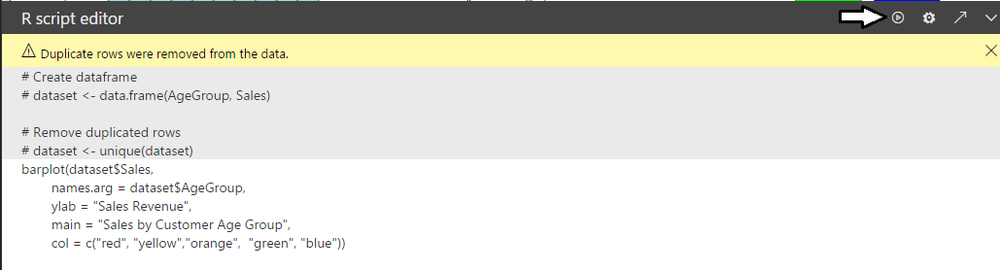 R script editor
Duplicate rows were removed from the data.
# Create dataframe
# dataset <- data.frame(AgeGroup, Sales)
# Remove duplicated rows
# dataset <- unique(dataset)
barplot(dataset$Sales,
names.arg = dataset$AgeGroup,
ylab = "Sales Revenue",
main = "Sales by Customer Age Group",
col = c("red", "yellow","orange",  "green", "blue"))